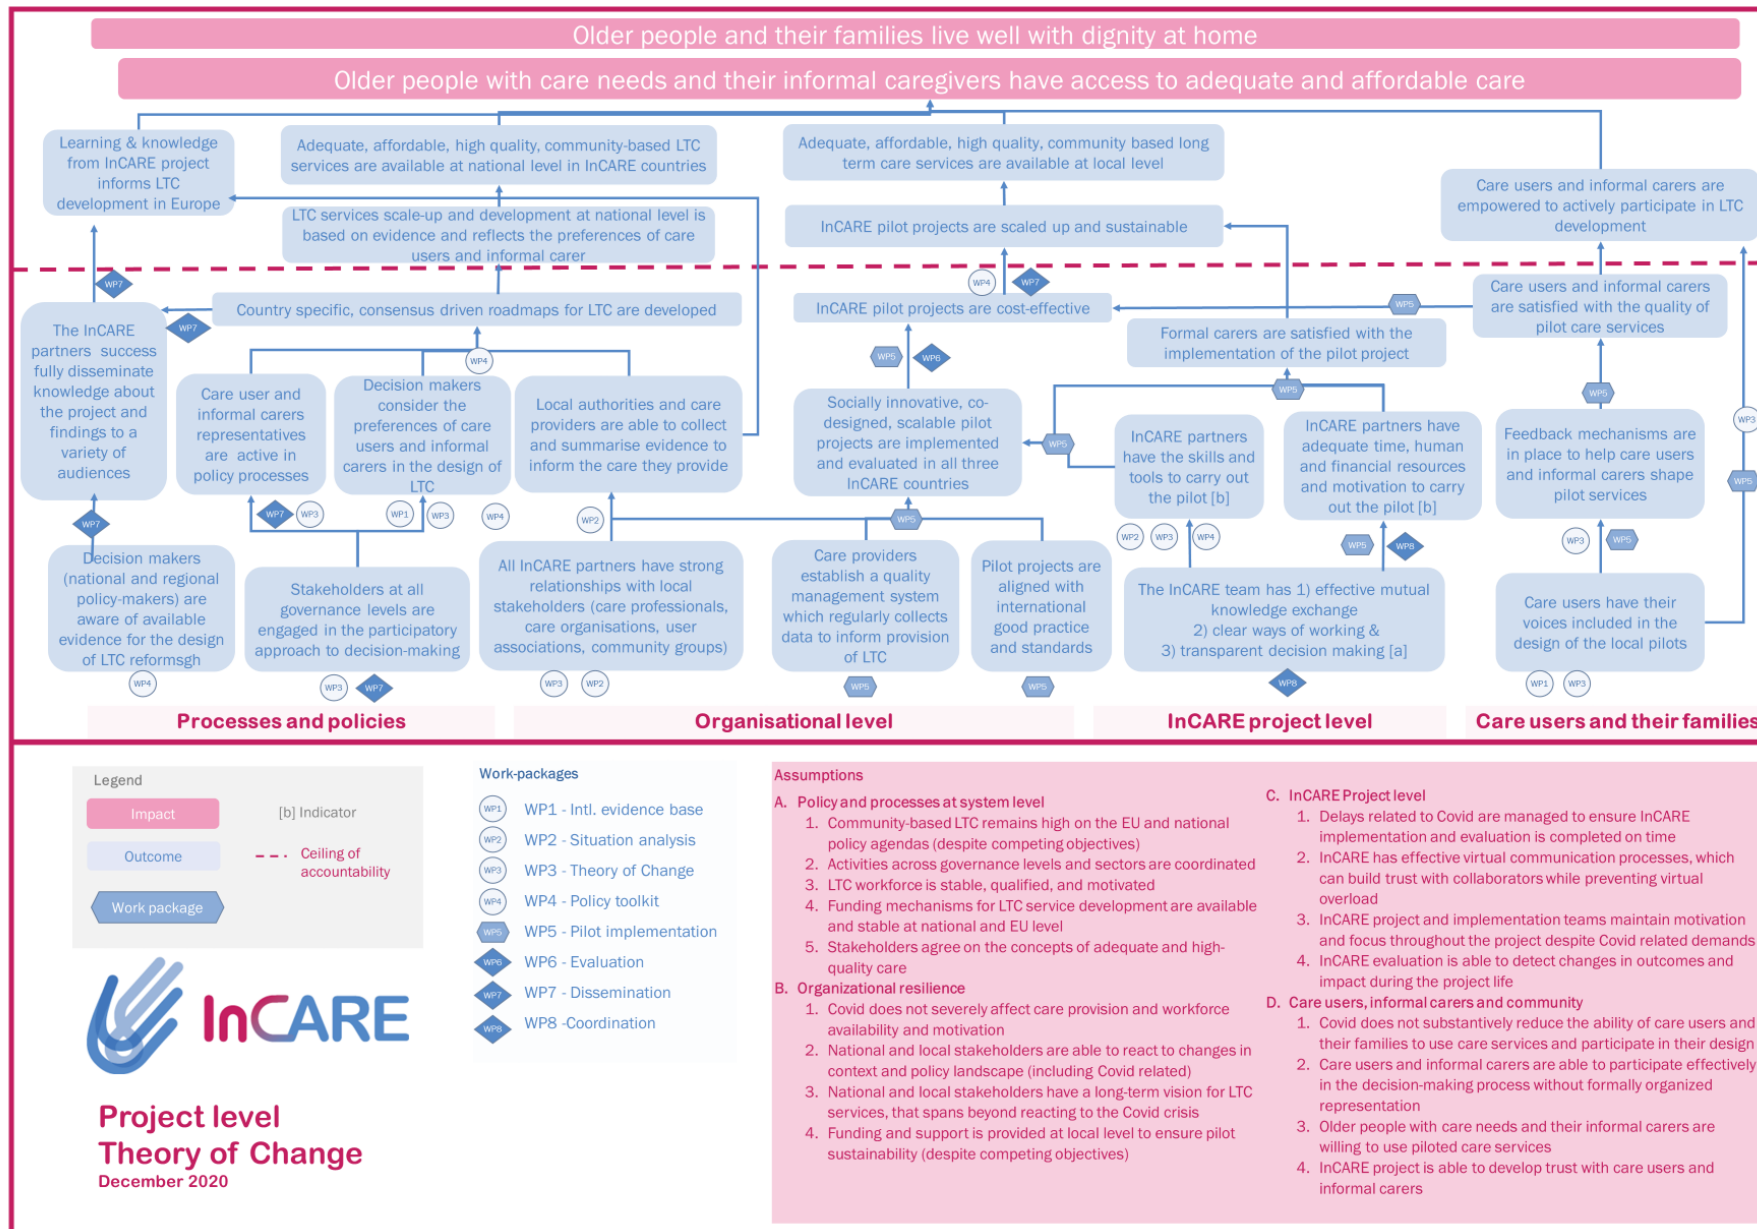 Older people and their families live well with dignity at home
Older people with care needs and their informal caregivers have access to adequate and affordable care
Learning & knowledge
from InCARE project
informs LTC
development in Europe
Adequate, affordable, high quality, community-based LTC
services are available at national level in InCARE countries
Adequate, affordable, high quality, community based long
term care services are available at local level
Care users and informal carers are
empowered to actively participate in LTC
development
LTC services scale-up and development at national level is
based on evidence and reflects the preferences of care
users and informal carer
InCARE pilot projects are scaled up and sustainable
WP7
WP4
WP7
The InCARE
partners success
fully disseminate
knowledge about
the project and
findings to a
variety of
audiences
WP7
Country specific, consensus driven roadmaps for LTC are developed
InCARE pilot projects are cost-effective
WP5
Care users and informal carers
are satisfied with the quality of
pilot care services
Formal carers are satisfied with the
implementation of the pilot project
WP4
WP5
WP6
WP5
WP5
WP3
Care user and
informal carers
representatives
are active in
policy processes
Decision makers
consider the
preferences of care
users and informal
carers in the design of
LTC
Local authorities and care
providers are able to collect
and summarise evidence to
inform the care they provide
Socially innovative, co-
designed, scalable pilot
projects are implemented
and evaluated in all three
InCARE countries
WP5
InCARE partners
have the skills and
tools to carry out
the pilot [b]
InCARE partners have
adequate time, human
and financial resources
and motivation to carry
out the pilot [b]
Feedback mechanisms are
in place to help care users
and informal carers shape
pilot services
WP5
WP7
WP7
WP3
WP1
WP3
WP4
WP2
WP5
WP2
WP3
WP4
WP5
WP8
WP3
WP5
Decision makers
(national and regional
policy-makers) are
aware of available
evidence for the design
of LTC reformsgh
Stakeholders at all
governance levels are
engaged in the participatory
approach to decision-making
All InCARE partners have strong
relationships with local
stakeholders (care professionals,
care organisations, user
associations, community groups)
Care providers
establish a quality
management system
which regularly collects
data to inform provision
of LTC
Pilot projects are
aligned with
international
good practice
and standards
The InCARE team has 1) effective mutual
knowledge exchange
2) clear ways of working &
3) transparent decision making [a]
Care users have their
voices included in the
design of the local pilots
WP4
WP3
WP7
WP3
WP2
WP5
WP5
WP8
WP1
WP3
Processes and policies
Organisational level
InCARE project level
Care users and their families
Legend
Impact
[b] Indicator
Outcome
Ceiling of
accountability
Work package
InCARE
Project level
Theory of Change
December 2020
Work-packages
WP1 WP1 - Intl. evidence base
WP2 WP2 - Situation analysis
WP3 WP3 - Theory of Change
WP4 WP4 - Policy toolkit
WP5 WP5 - Pilot implementation
WP6 WP6 - Evaluation
WP7 WP7 - Dissemination
WP8 WP8 -Coordination
Assumptions
A. Policy and processes at system level
1. Community-based LTC remains high on the EU and national
policy agendas (despite competing objectives)
2. Activities across governance levels and sectors are coordinated
3. LTC workforce is stable, qualified, and motivated
4. Funding mechanisms for LTC service development are available
and stable at national and EU level
5. Stakeholders agree on the concepts of adequate and high-
quality care
B. Organizational resilience
1. Covid does not severely affect care provision and workforce
availability and motivation
2. National and local stakeholders are able to react to changes in
context and policy landscape (including Covid related)
3. National and local stakeholders have a long-term vision for LTC
services, that spans beyond reacting to the Covid crisis
4. Funding and support is provided at local level to ensure pilot
sustainability (despite competing objectives)
C. InCARE Project level
1. Delays related to Covid are managed to ensure InCARE
implementation and evaluation is completed on time
2. InCARE has effective virtual communication processes, which
can build trust with collaborators while preventing virtual
overload
3. InCARE project and implementation teams maintain motivation
and focus throughout the project despite Covid related demands
4. InCARE evaluation is able to detect changes in outcomes and
impact during the project life
D. Care users, informal carers and community
1. Covid does not substantively reduce the ability of care users and
their families to use care services and participate in their design
2. Care users and informal carers are able to participate effectively
in the decision-making process without formally organized
representation
3. Older people with care needs and their informal carers are
willing to use piloted care services
4. InCARE project is able to develop trust with care users and
informal carers